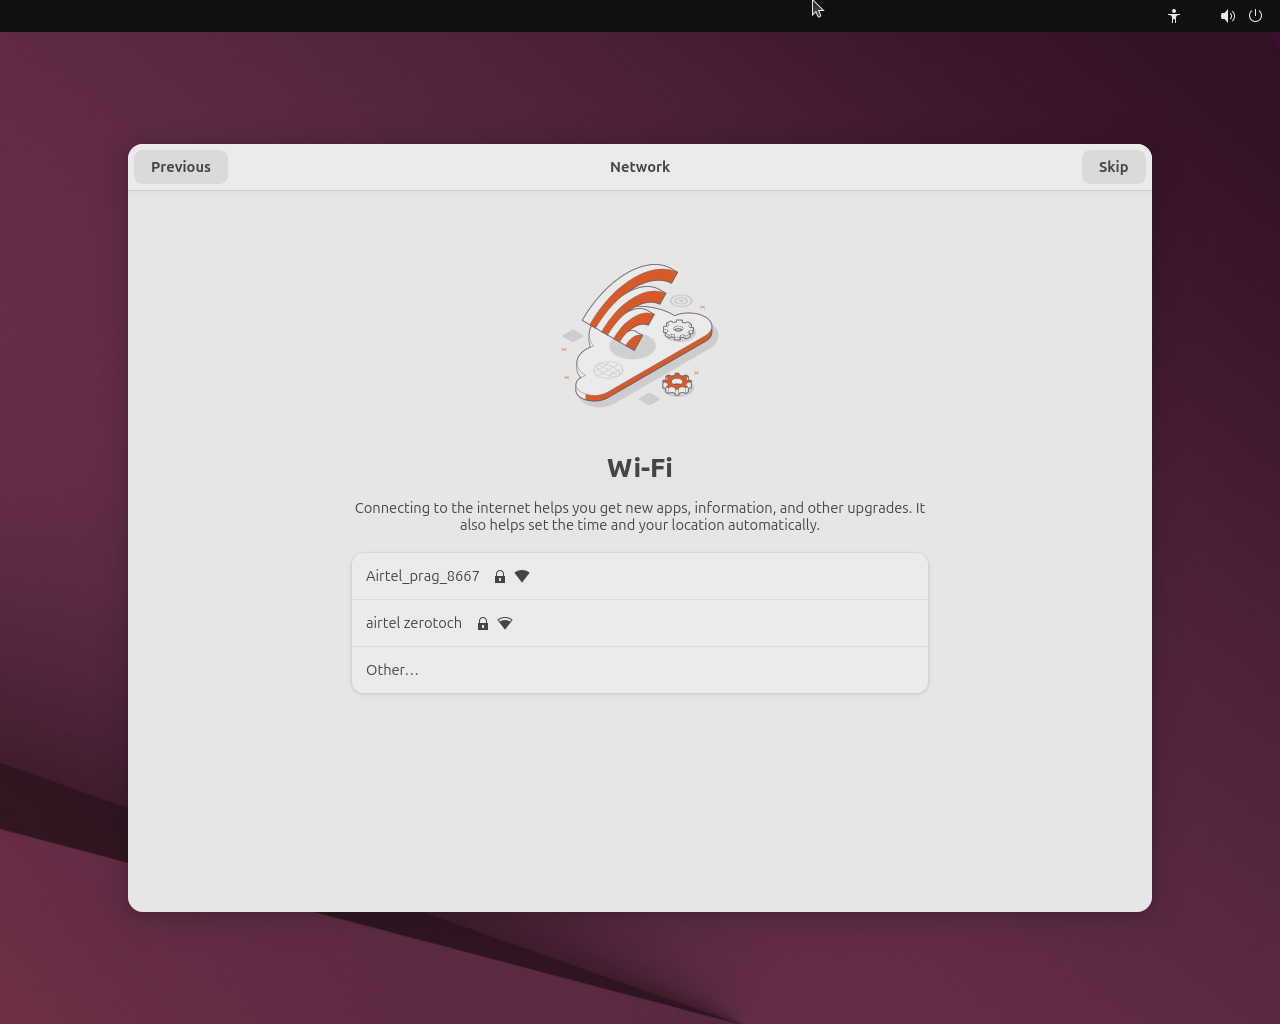 Previous
Network
Skip
Wi-Fi
Connecting to the internet helps you get new apps, information, and other upgrades. It
also helps set the time and your location automatically.
Airtel_prag_8667
airtel zerotoch
Other…